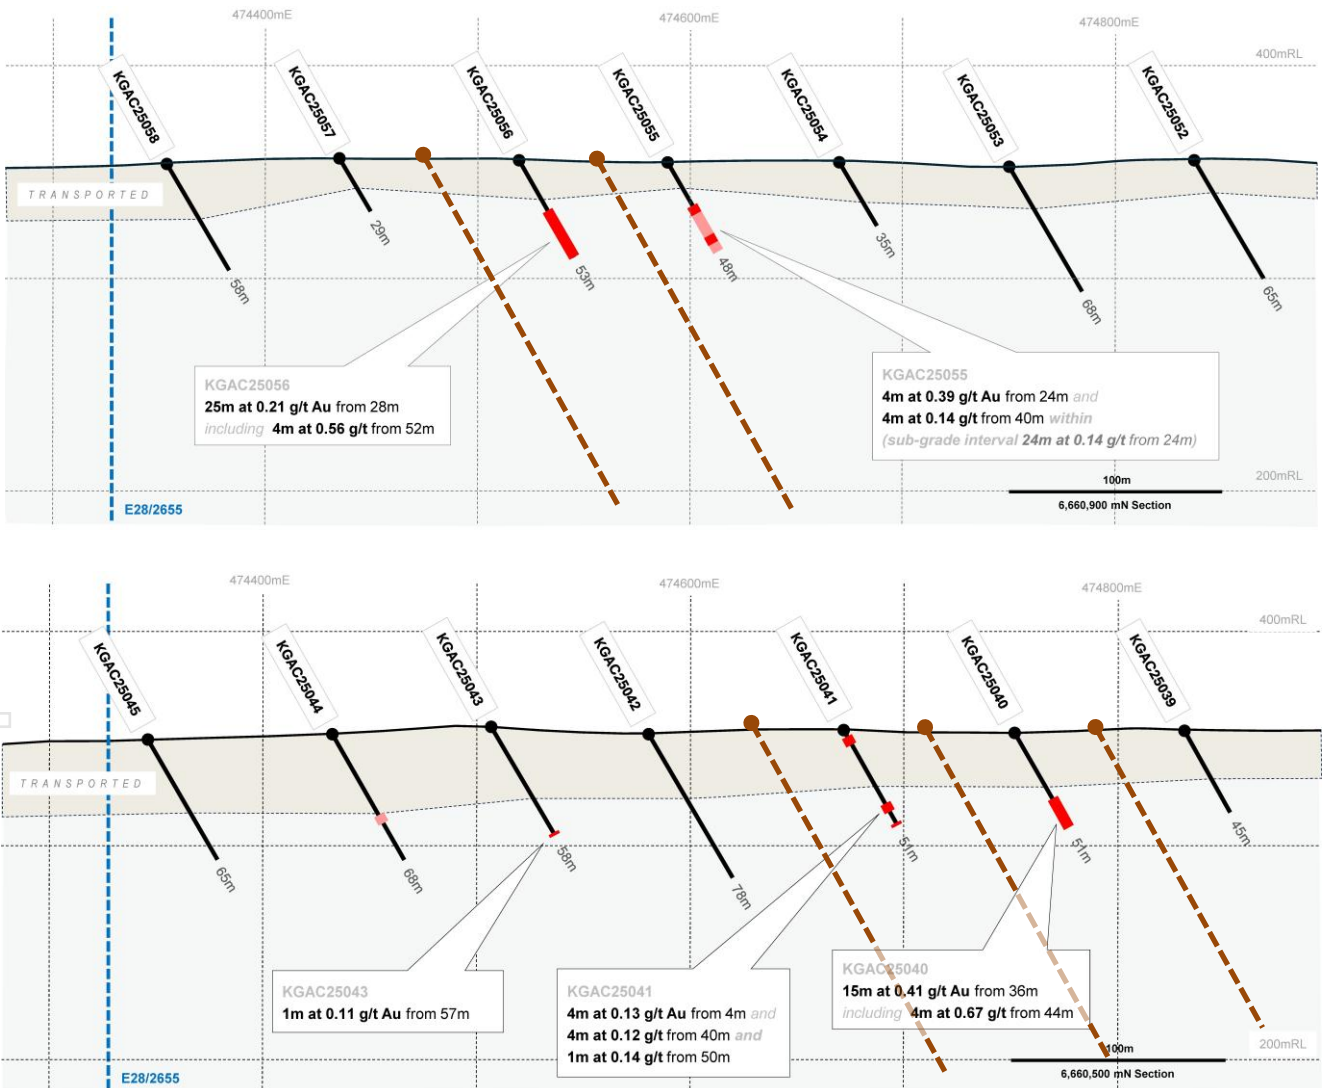 474400mE
474600mE
474800mE
400mRL
KGAC25058
KGAC25057
KGAC25056
KGAC25055
KGAC25054
KGAC25053
KGAC25052
TRANSPORTED
58m
29m
53m
48m
35m
68m
65m
KGAC25056
25m at 0.21 g/t Au from 28m
including 4m at 0.56 g/t from 52m
KGAC25055
4m at 0.39 g/t Au from 24m and
4m at 0.14 g/t from 40m within
(sub-grade interval 24m at 0.14 g/t from 24m)
200mRL
100m
6,660,900 mN Section
E28/2655
474400mE
474600mE
474800mE
400mRL
KGAC25045
KGAC25044
KGAC25043
KGAC25042
KGAC25041
KGAC25040
KGAC25039
TRANSPORTED
65m
68m
58m
78m
51m
51m
45m
KGAC25043
1m at 0.11 g/t Au from 57m
KGAC25041
4m at 0.13 g/t Au from 4m and
4m at 0.12 g/t from 40m and
1m at 0.14 g/t from 50m
KGAC25040
15m at 0.41 g/t Au from 36m
including 4m at 0.67 g/t from 44m
200mRL
100m
6,660,500 mN Section
E28/2655